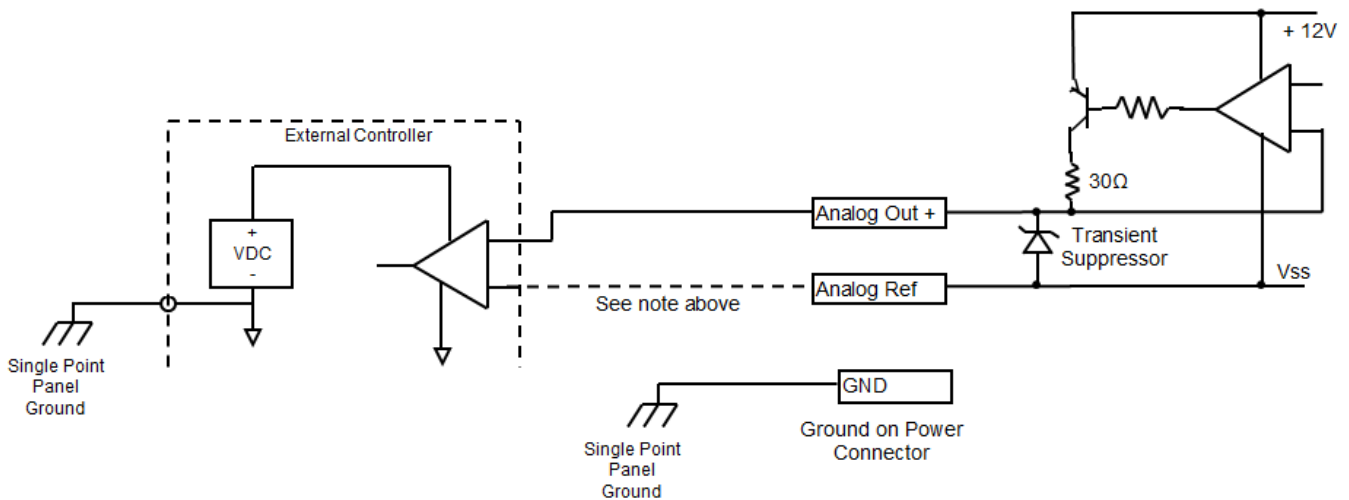 + 12V
External Controller
30Ω
+
VDC
-
Analog Out +
Transient
Suppressor
Vss
Analog Ref
See note above
Single Point
Panel
Ground
GND
Ground on Power
Connector
Single Point
Panel
Ground